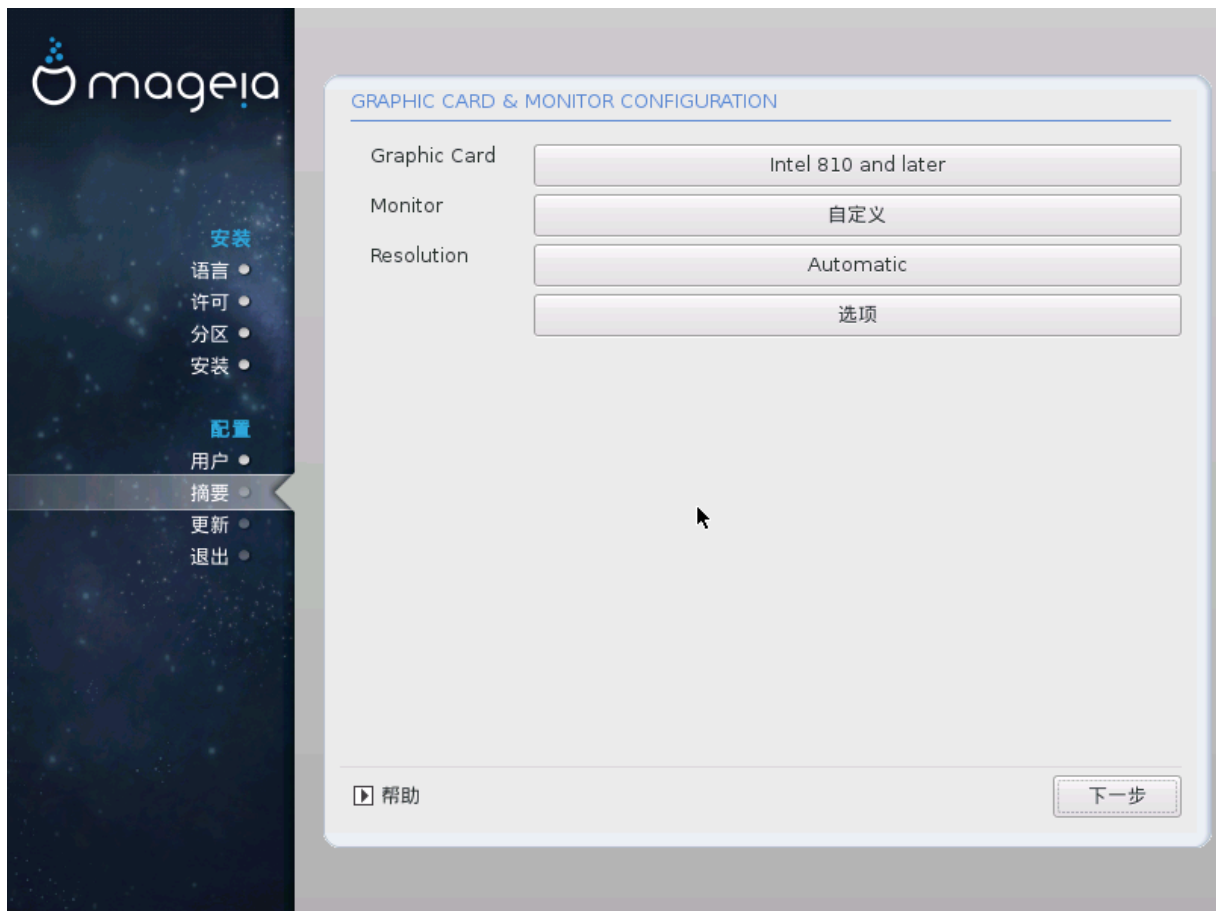 mageia
安装
语言
许可
分区
安装
配置
用户
摘要
更新
退出
GRAPHIC CARD & MONITOR CONFIGURATION
Graphic Card
Intel 810 and later
Monitor
自定义
Resolution
Automatic
选项
帮助
下一步